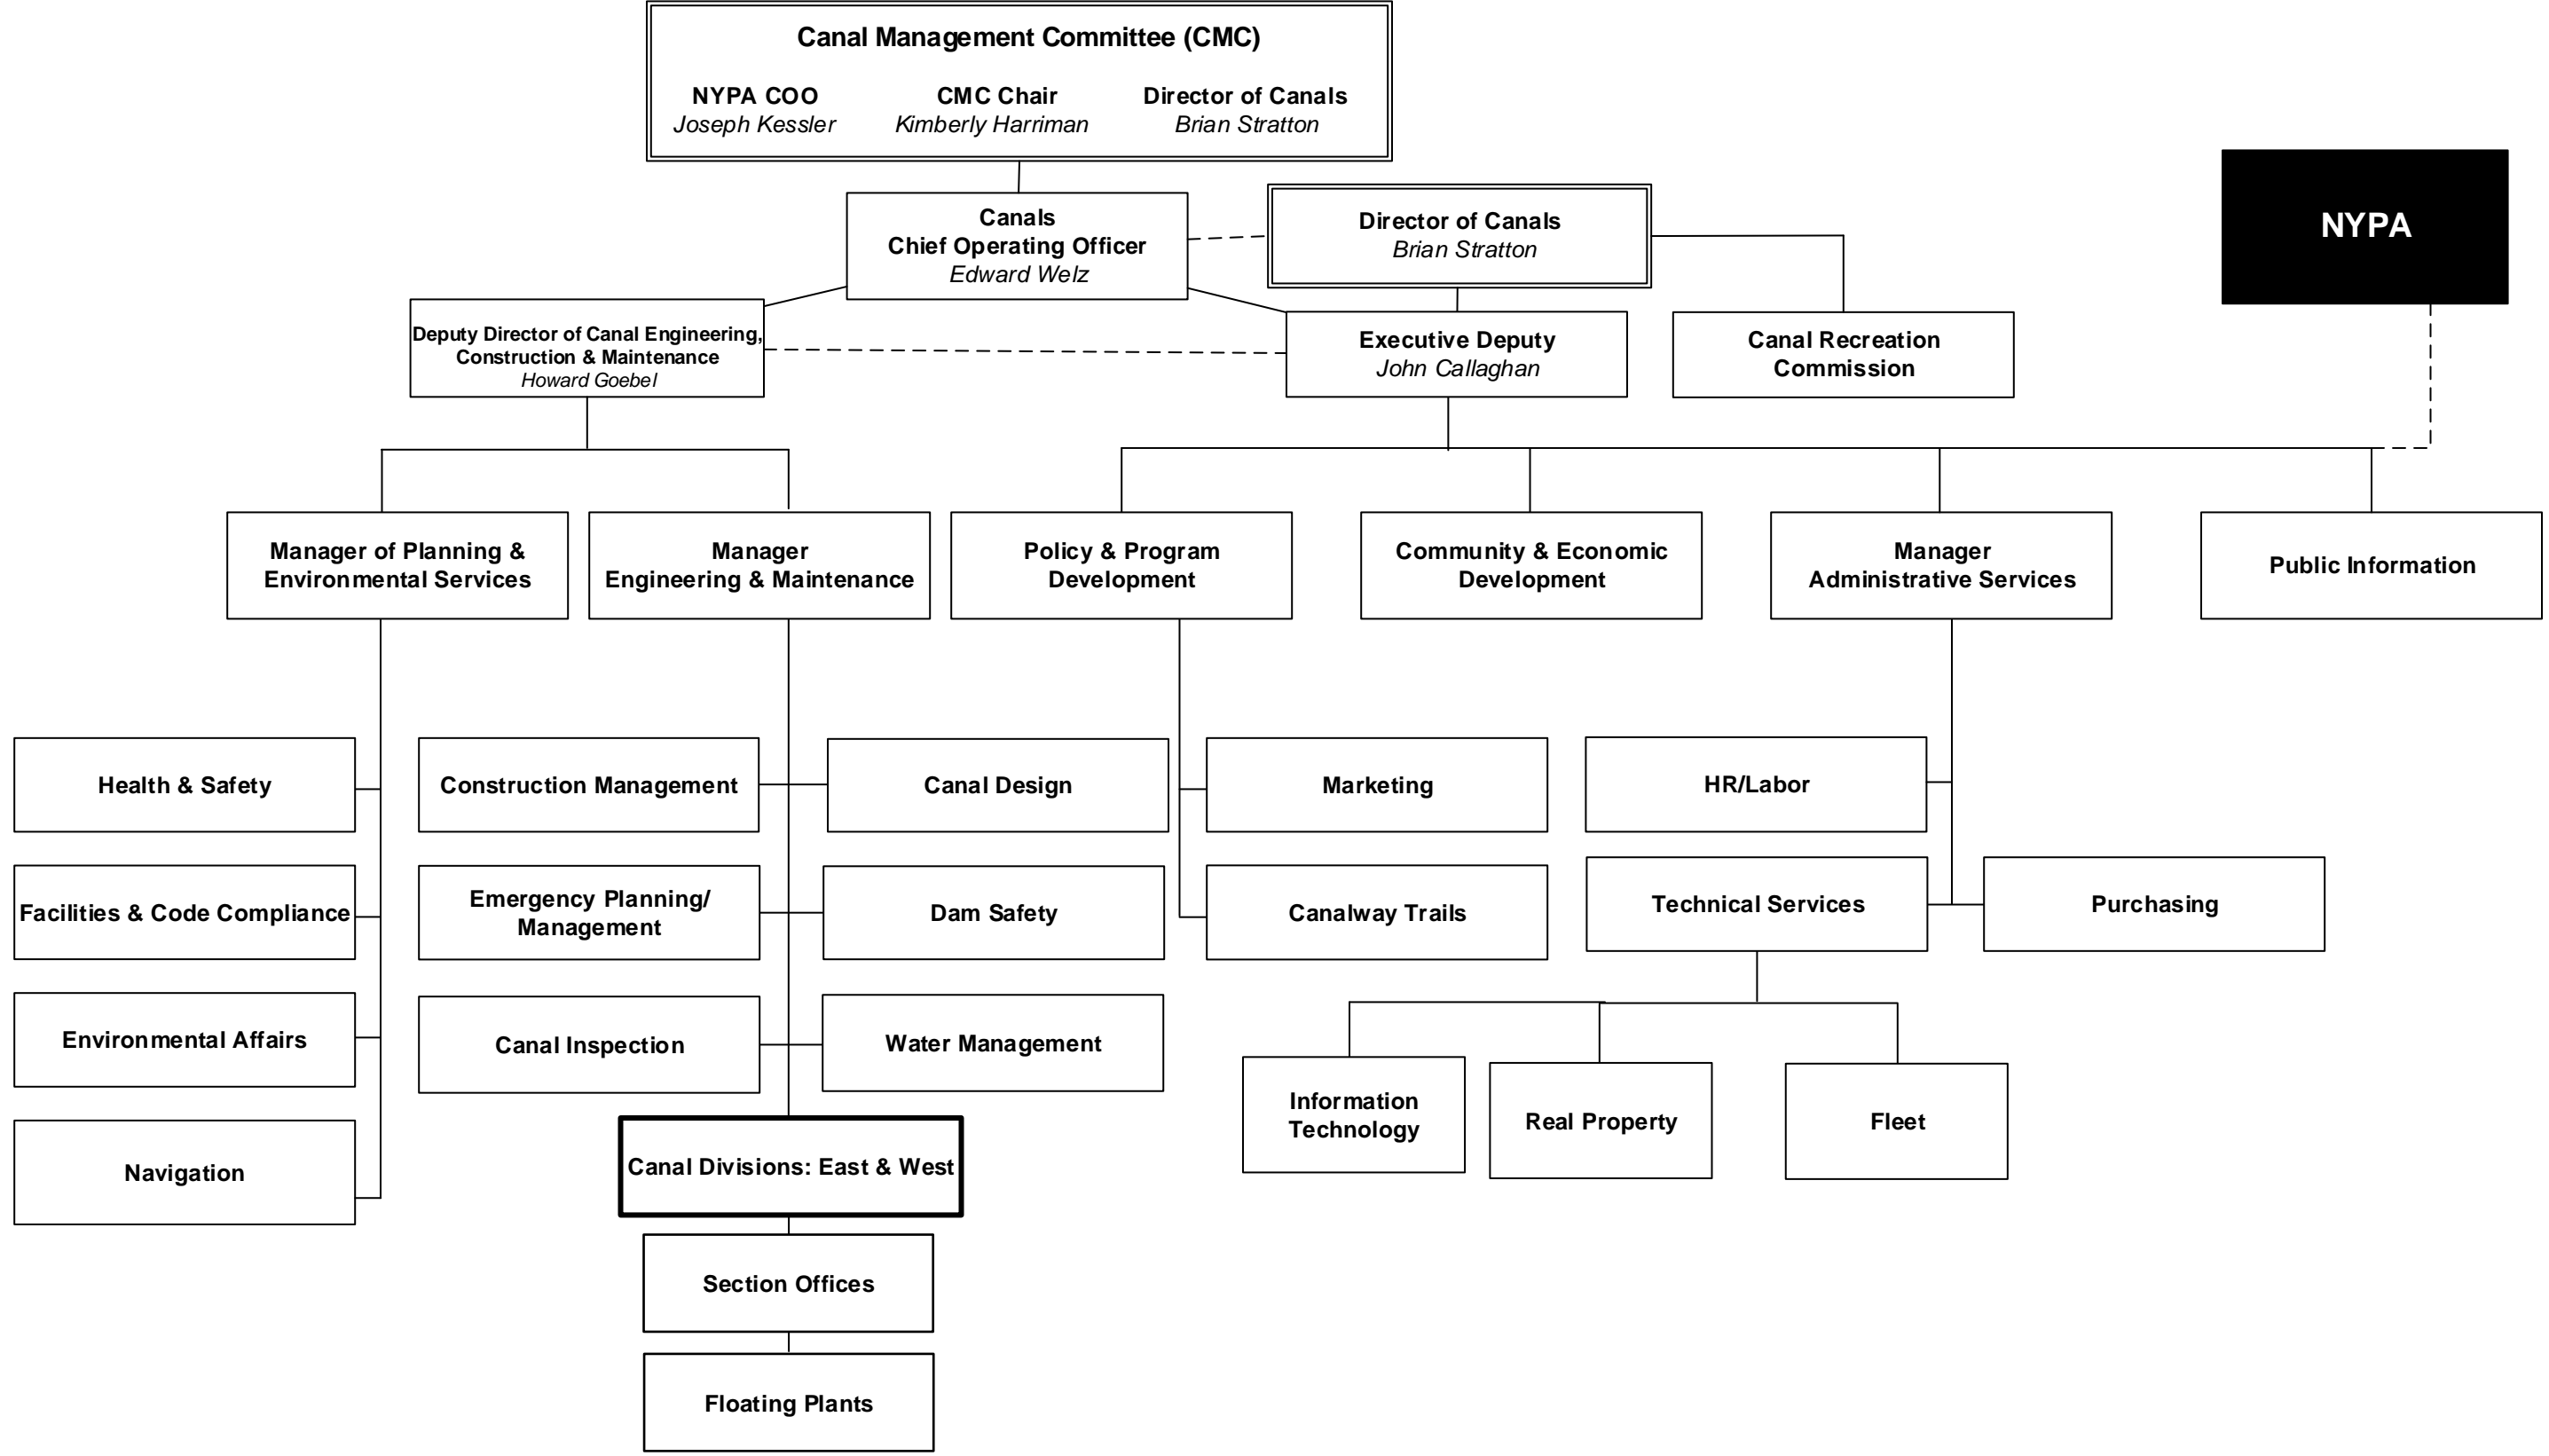 Canal Management Committee (CMC)
NYPA COO
Joseph Kessler
CMC Chair
Kimberly Harriman
Director of Canals
Brian Stratton
Canals
Chief Operating Officer
Edward Welz
Director of Canals
Brian Stratton
NYPA
Deputy Director of Canal Engineering,
Construction & Maintenance
Howard Goebel
Executive Deputy
John Callaghan
Canal Recreation
Commission
Manager of Planning &
Environmental Services
Manager
Engineering & Maintenance
Policy & Program
Development
Community & Economic
Development
Manager
Administrative Services
Public Information
Health & Safety
Construction Management
Canal Design
Marketing
HR/Labor
Facilities & Code Compliance
Emergency Planning/
Management
Dam Safety
Canalway Trails
Technical Services
Purchasing
Environmental Affairs
Canal Inspection
Water Management
Information
Technology
Real Property
Fleet
Navigation
Canal Divisions: East & West
Section Offices
Floating Plants